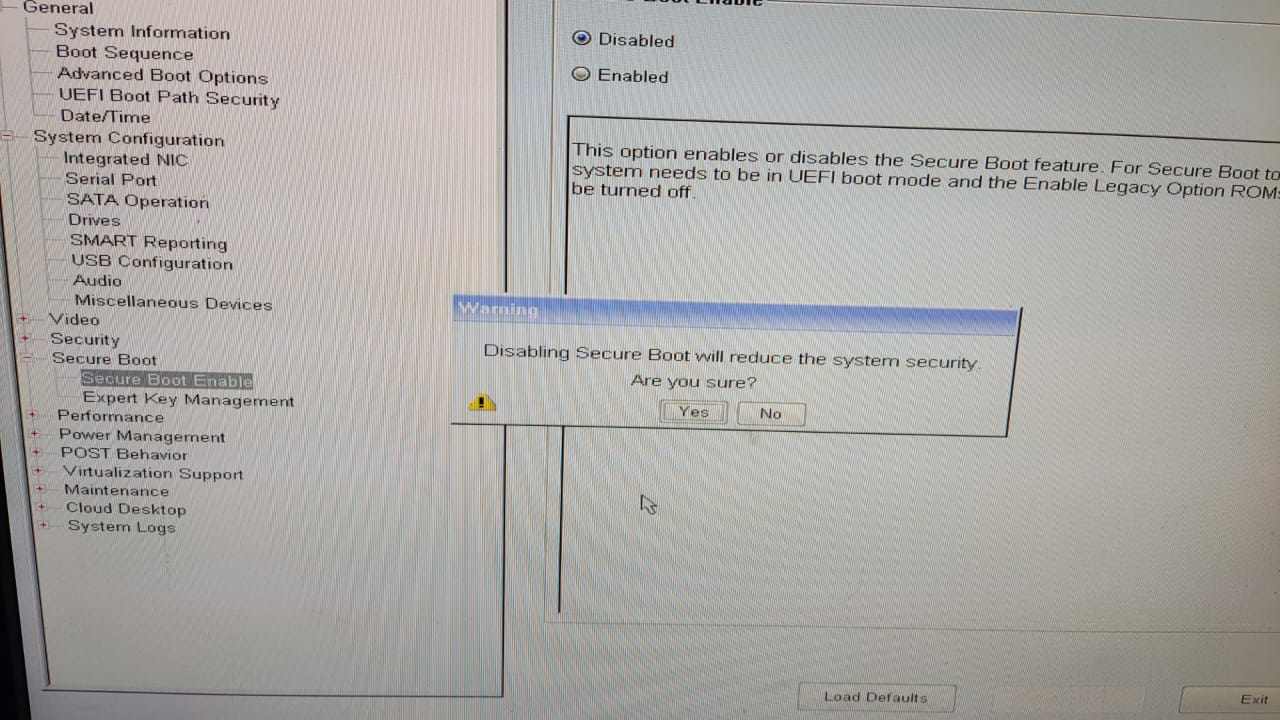 General
System Information
Boot Sequence
Advanced Boot Options
UEFI Boot Path Security
Date/Time
System Configuration
Integrated NIC
Serial Port
SATA Operation
Drives
SMART Reporting
USB Configuration
Audio
Miscellaneous Devices
Video
Security
Secure Boot
Secure Boot Enable
Expert Key Management
Performance
Power Management
POST Behavior
Virtualization Support
Maintenance
Cloud Desktop
System Logs
Boot Enable
Disabled
Enabled
This option enables or disables the Secure Boot feature. For Secure Boot to
system needs to be in UEFI boot mode and the Enable Legacy Option ROMs
be turned off.
Warning
Disabling Secure Boot will reduce the system security.
Are you sure?
Yes
No
Load Defaults
Exit